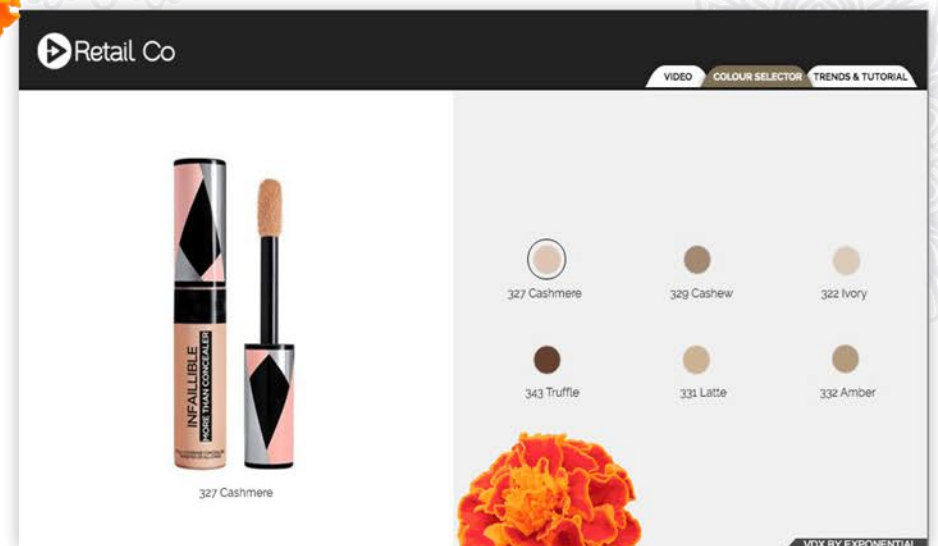 Retail Co
VIDEO
COLOUR SELECTOR
TRENDS & TUTORIAL
INFAILLIBLE
MORE THAN CONCEALER
327 Cashmere
327 Cashmere
329 Cashew
322 Ivory
343 Truffle
331 Latte
332 Amber
VDX BY EXPONENTIAL